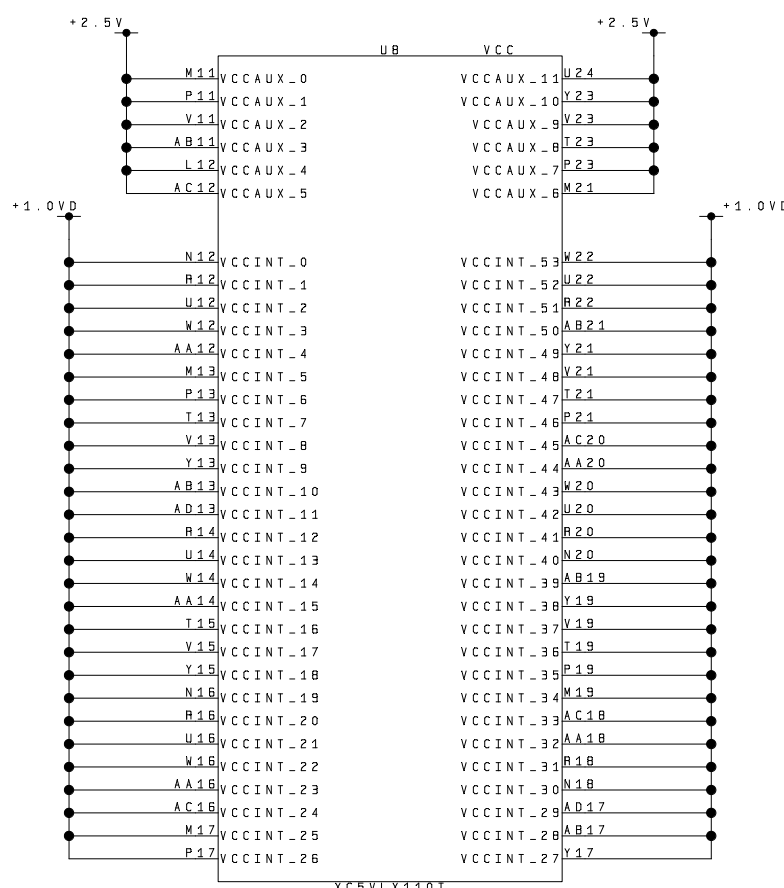 +2.5V +2.5V
U8 VCC
M11 VCCAUX_0 VCCAUX_11 U24
P11 VCCAUX_1 VCCAUX_10 Y23
V11 VCCAUX_2 VCCAUX_9 V23
AB11 VCCAUX_3 VCCAUX_8 T23
L12 VCCAUX_4 VCCAUX_7 P23
AC12 VCCAUX_5 VCCAUX_6 M21
+1.0VD +1.0VD
N12 VCCINT_0 VCCINT_53 W22
R12 VCCINT_1 VCCINT_52 U22
U12 VCCINT_2 VCCINT_51 R22
W12 VCCINT_3 VCCINT_50 AB21
AA12 VCCINT_4 VCCINT_49 Y21
M13 VCCINT_5 VCCINT_48 V21
P13 VCCINT_6 VCCINT_47 T21
T13 VCCINT_7 VCCINT_46 P21
V13 VCCINT_8 VCCINT_45 AC20
Y13 VCCINT_9 VCCINT_44 AA20
AB13 VCCINT_10 VCCINT_43 W20
AD13 VCCINT_11 VCCINT_42 U20
R14 VCCINT_12 VCCINT_41 R20
U14 VCCINT_13 VCCINT_40 N20
W14 VCCINT_14 VCCINT_39 AB19
AA14 VCCINT_15 VCCINT_38 Y19
T15 VCCINT_16 VCCINT_37 V19
V15 VCCINT_17 VCCINT_36 T19
Y15 VCCINT_18 VCCINT_35 P19
N16 VCCINT_19 VCCINT_34 M19
R16 VCCINT_20 VCCINT_33 AC18
U16 VCCINT_21 VCCINT_32 AA18
W16 VCCINT_22 VCCINT_31 R18
AA16 VCCINT_23 VCCINT_30 N18
AC16 VCCINT_24 VCCINT_29 AD17
M17 VCCINT_25 VCCINT_28 AB17
P17 VCCINT_26 VCCINT_27 Y17
XC5VLX110T